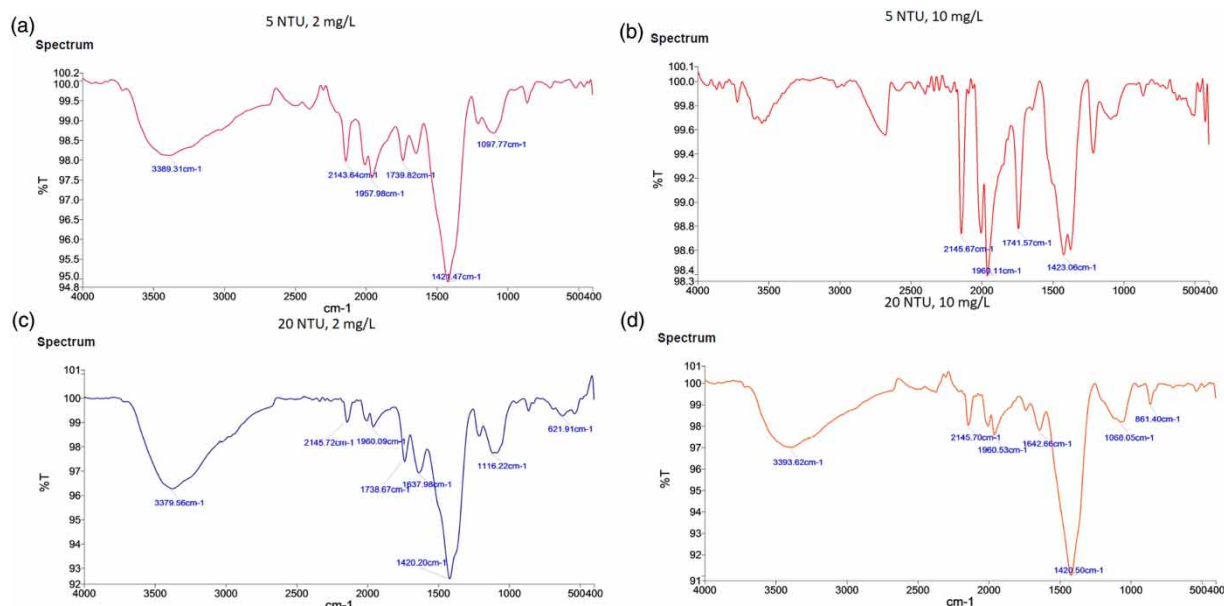 (a)
5 NTU, 2 mg/L
Spectrum
100.2
100.0
99.5
99.0
98.5
98.0
97.5
97.0
96.5
96.0
95.5
95.0
94.8
%T
3389.31cm-1
2143.64cm-1
1957.98cm-1
1739.82cm-1
1421.47cm-1
1097.77cm-1
4000 3500 3000 2500 2000 1500 1000 500400
cm-1
(b)
5 NTU, 10 mg/L
Spectrum
100.1
100.0
99.8
99.6
99.4
99.2
99.0
98.8
98.6
98.4
98.3
%T
2145.67cm-1
1960.11cm-1
1741.57cm-1
1423.06cm-1
4000 3500 3000 2500 2000 1500 1000 500400
cm-1
(c)
20 NTU, 2 mg/L
Spectrum
101
100
99
98
97
96
95
94
93
92
%T
3379.56cm-1
2145.72cm-1
1960.09cm-1
1738.67cm-1
1637.98cm-1
1420.20cm-1
1116.22cm-1
621.91cm-1
4000 3500 3000 2500 2000 1500 1000 500400
cm-1
(d)
20 NTU, 10 mg/L
Spectrum
101
100
99
98
97
96
95
94
93
92
91
%T
3393.62cm-1
2145.70cm-1
1960.53cm-1
1642.66cm-1
1420.50cm-1
1068.05cm-1
861.40cm-1
4000 3500 3000 2500 2000 1500 1000 500400
cm-1